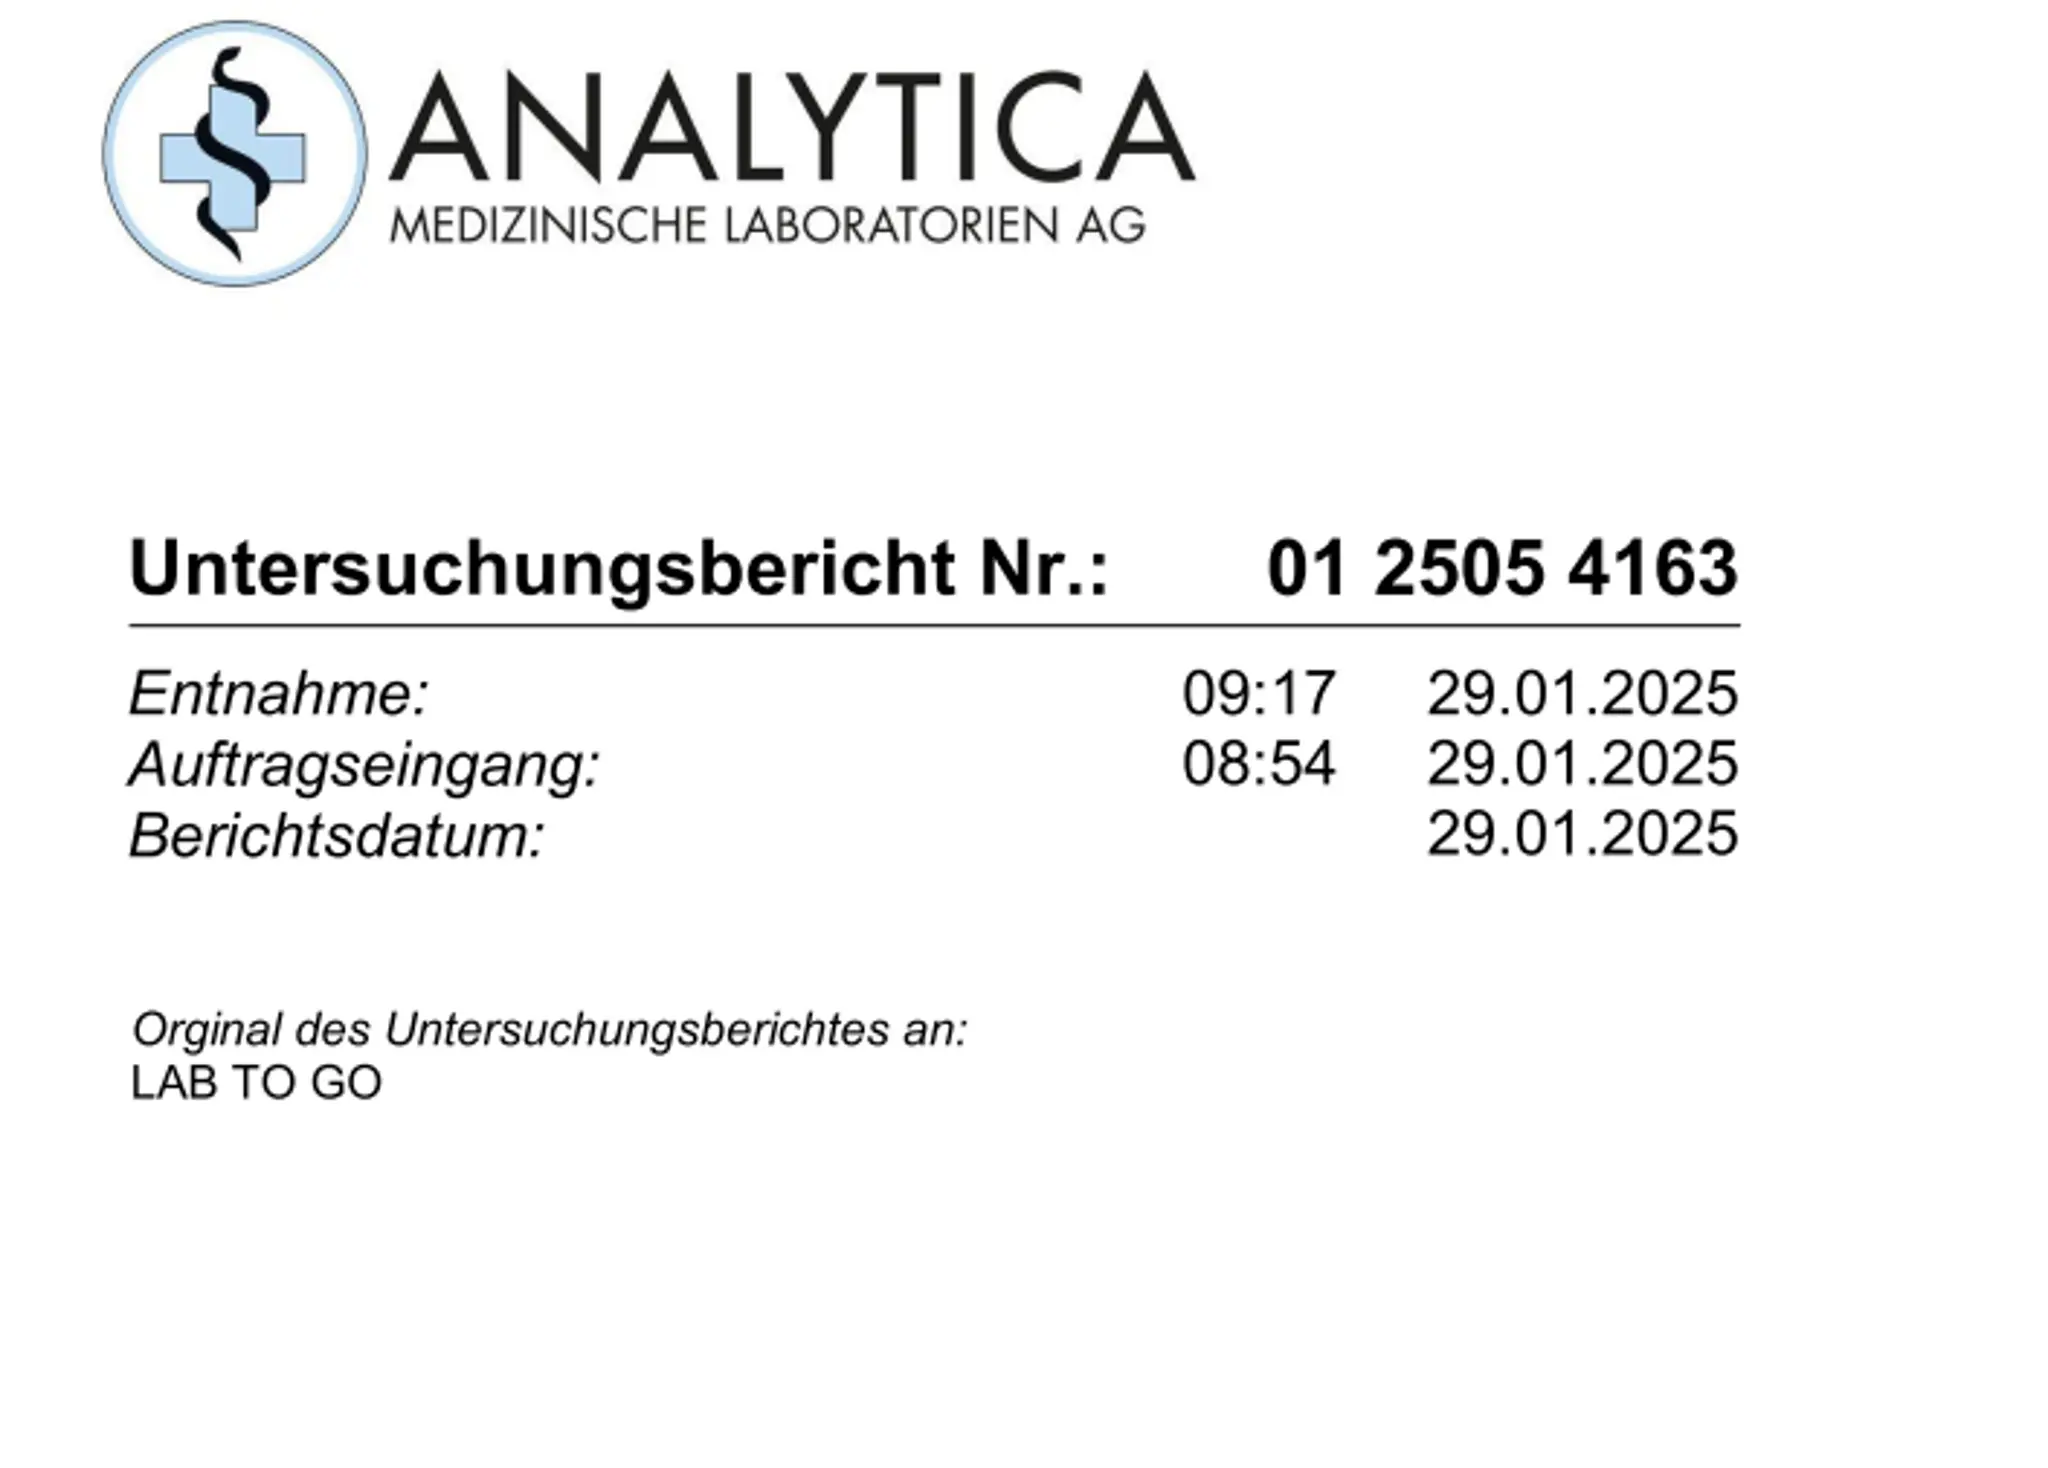 ANALYTICA
MEDIZINISCHE LABORATORIEN AG
Untersuchungsbericht Nr.: 01 2505 4163
Entnahme: 09:17 29.01.2025
Auftragseingang: 08:54 29.01.2025
Berichtsdatum: 29.01.2025
Orginal des Untersuchungsberichtes an:
LAB TO GO